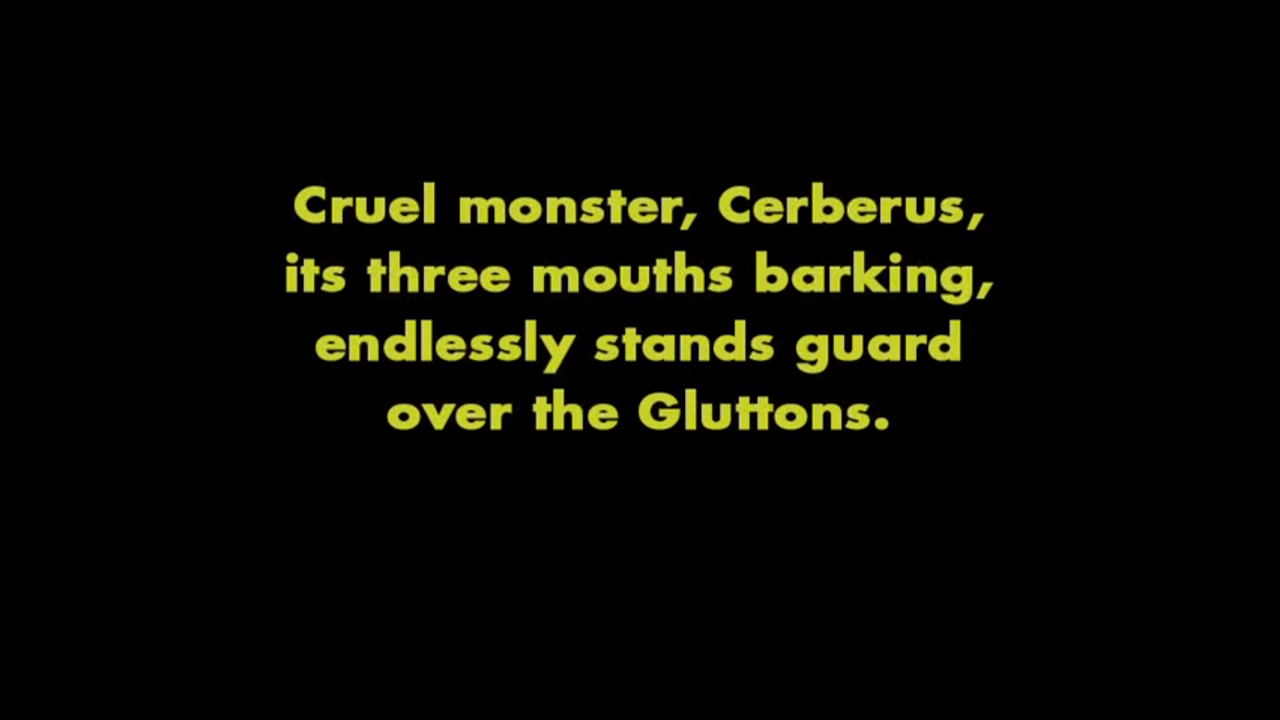 Cruel monster, Cerberus,
its three mouths barking,
endlessly stands guard
over the Gluttons.